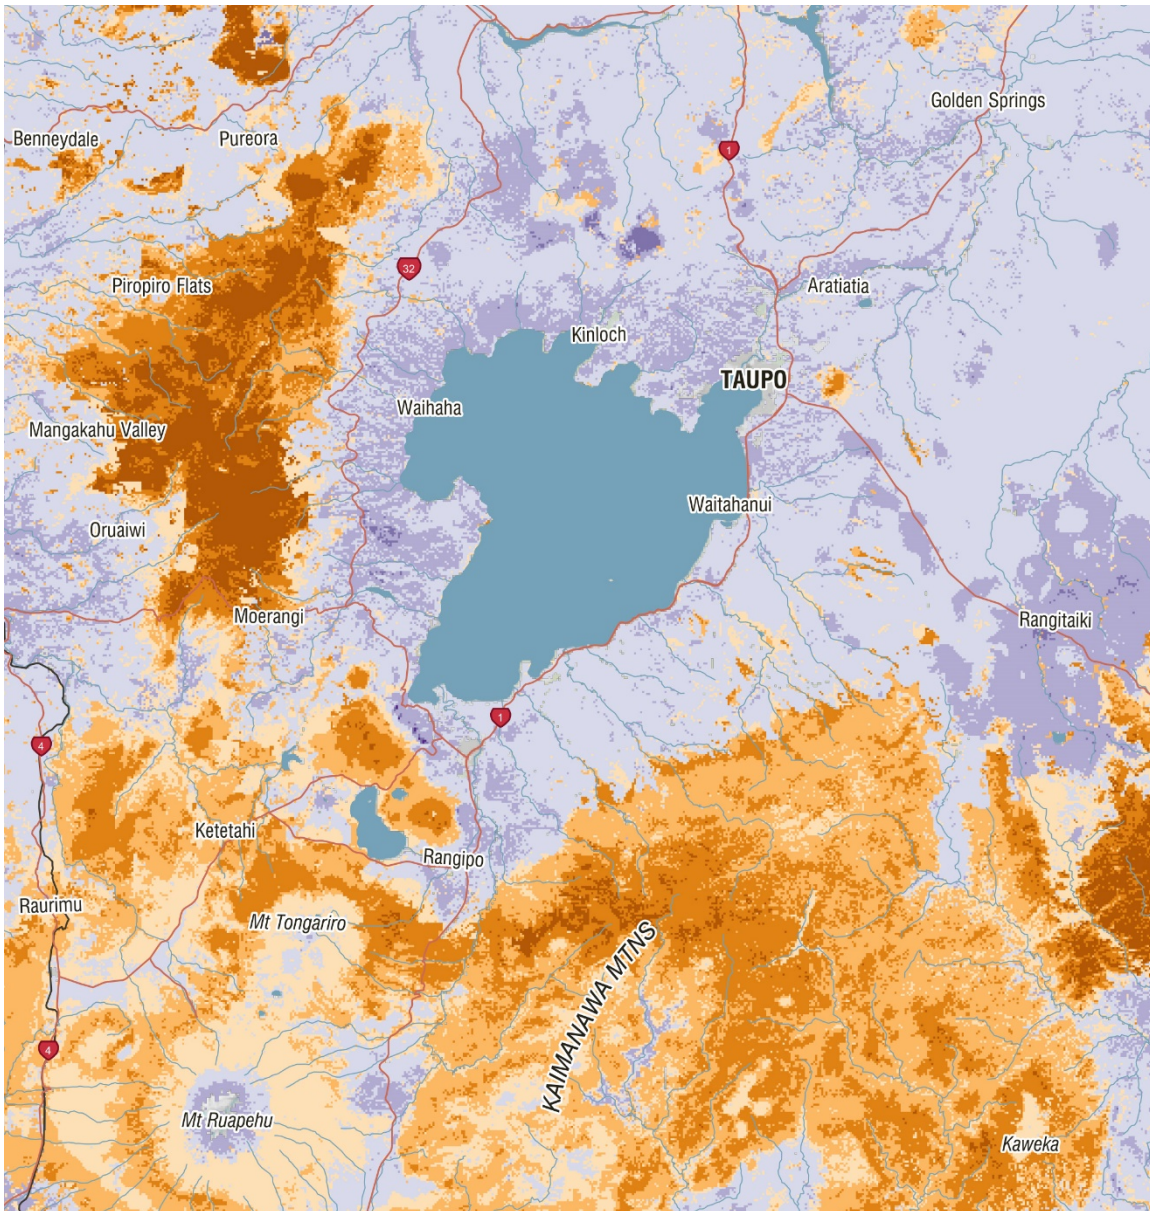 Golden Springs
Benneydale
Pureora
1
32
Piropiro Flats
Aratiatia
Kinloch
TAUPO
Waihaha
Mangakahu Valley
Waitahanui
Oruaiwi
Moerangi
Rangitaiki
1
4
Ketetahi
Rangipo
Raurimu
Mt Tongariro
KAIMANAWA MTNS
4
Mt Ruapehu
Kaweka